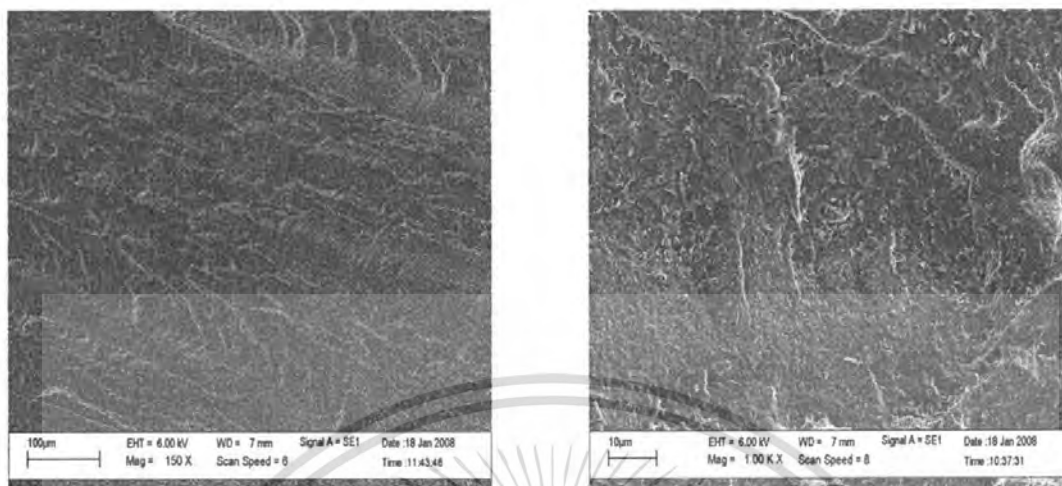 100µm EHT = 6.00 kV WD = 7 mm Signal A = SE1 Date :18 Jan 2008
Mag = 150 X Scan Speed = 6 Time :11:43:46
10µm EHT = 6.00 kV WD = 7 mm Signal A = SE1 Date :18 Jan 2008
Mag = 1.00 K X Scan Speed = 8 Time :10:37:31